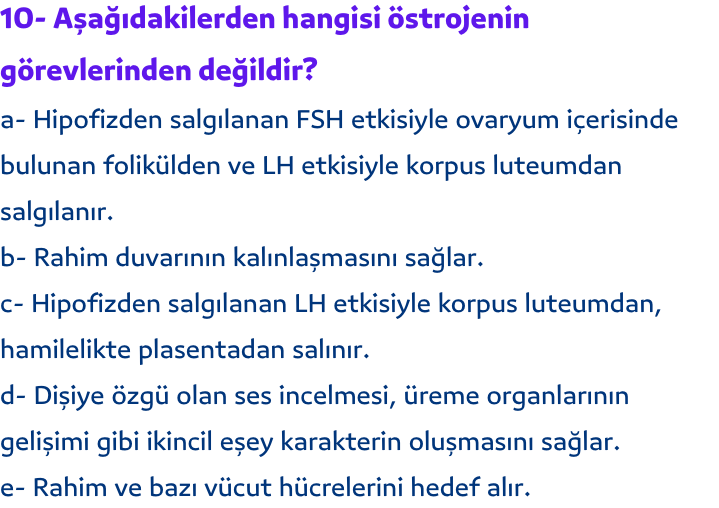 10- Aşağıdakilerden hangisi östrojenin
görevlerinden değildir?
a- Hipofizden salgılanan FSH etkisiyle ovaryum içerisinde
bulunan folikülden ve LH etkisiyle korpus luteumdan
salgılanır.
b- Rahim duvarının kalınlaşmasını sağlar.
c- Hipofizden salgılanan LH etkisiyle korpus luteumdan,
hamilelikte plasentadan salınır.
d- Dişiye özgü olan ses incelmesi, üreme organlarının
gelişimi gibi ikincil eşey karakterin oluşmasını sağlar.
e- Rahim ve bazı vücut hücrelerini hedef alır.